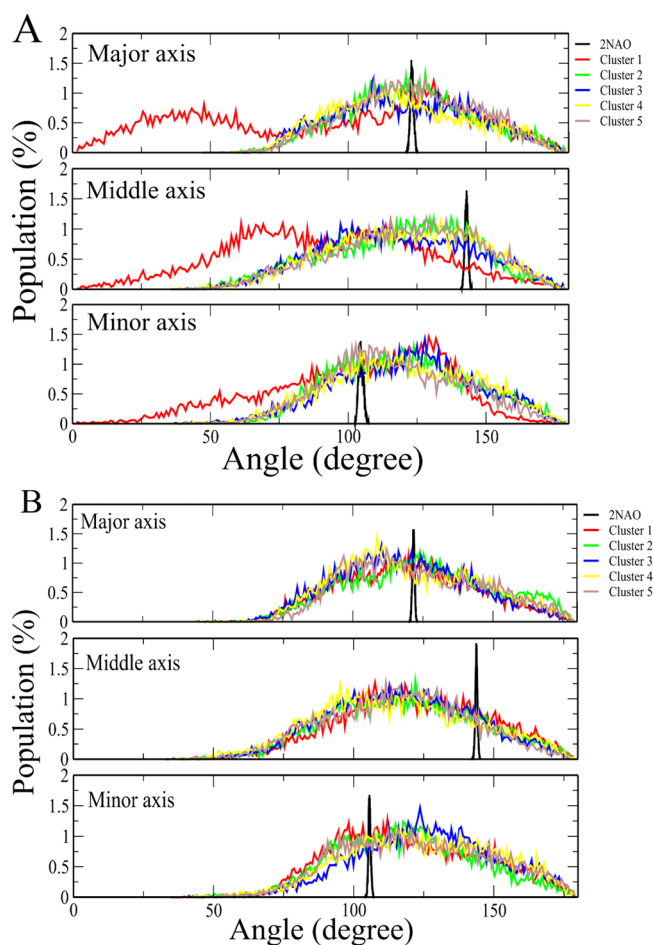 A
Major axis
2
1.5
1
0.5
0
2NAO
Cluster 1
Cluster 2
Cluster 3
Cluster 4
Cluster 5
Middle axis
2
1.5
1
0.5
0
Population (%)
Minor axis
2
1.5
1
0.5
0
0 50 100 150
Angle (degree)
B
Major axis
2
1.5
1
0.5
0
2NAO
Cluster 1
Cluster 2
Cluster 3
Cluster 4
Cluster 5
Middle axis
2
1.5
1
0.5
0
Population (%)
Minor axis
2
1.5
1
0.5
0
0 50 100 150
Angle (degree)